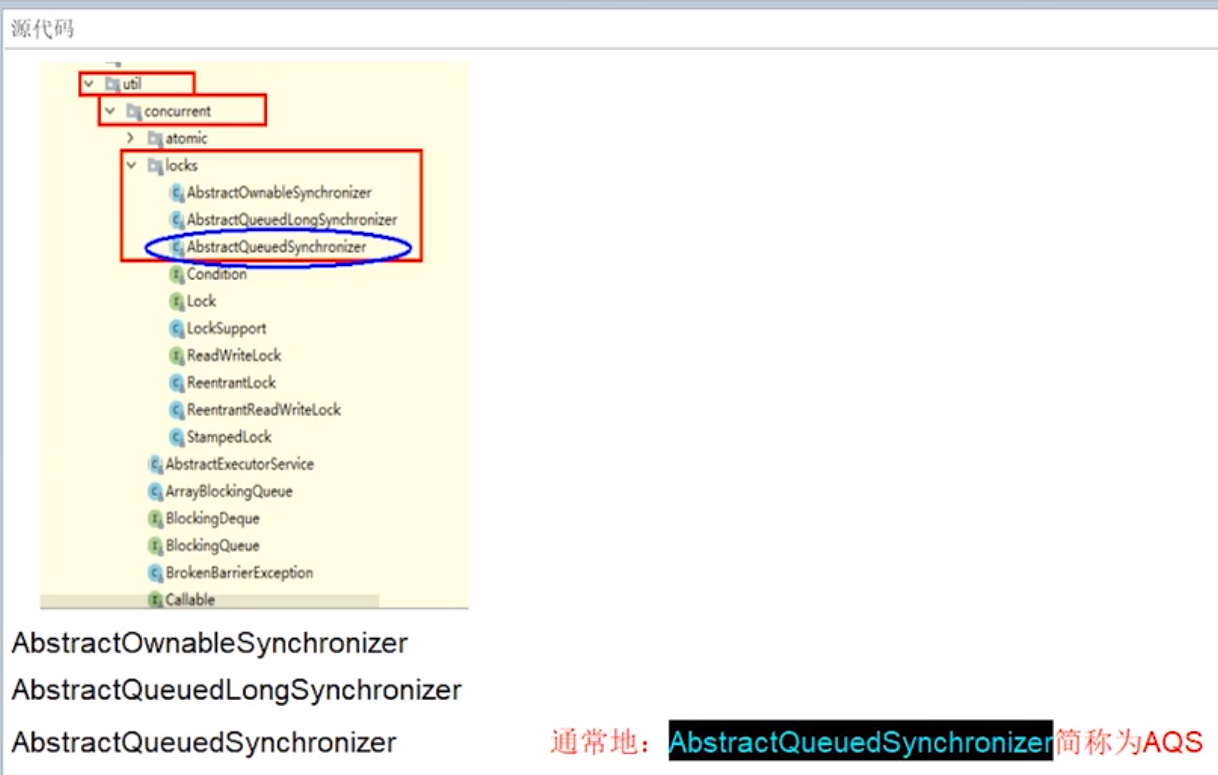 源代码
util
concurrent
atomic
locks
AbstractOwnableSynchronizer
AbstractQueuedLongSynchronizer
AbstractQueuedSynchronizer
Condition
Lock
LockSupport
ReadWriteLock
ReentrantLock
ReentrantReadWriteLock
StampedLock
AbstractExecutorService
ArrayBlockingQueue
BlockingDeque
BlockingQueue
BrokenBarrierException
Callable
AbstractOwnableSynchronizer
AbstractQueuedLongSynchronizer
AbstractQueuedSynchronizer 通常地：AbstractQueuedSynchronizer简称为AQS